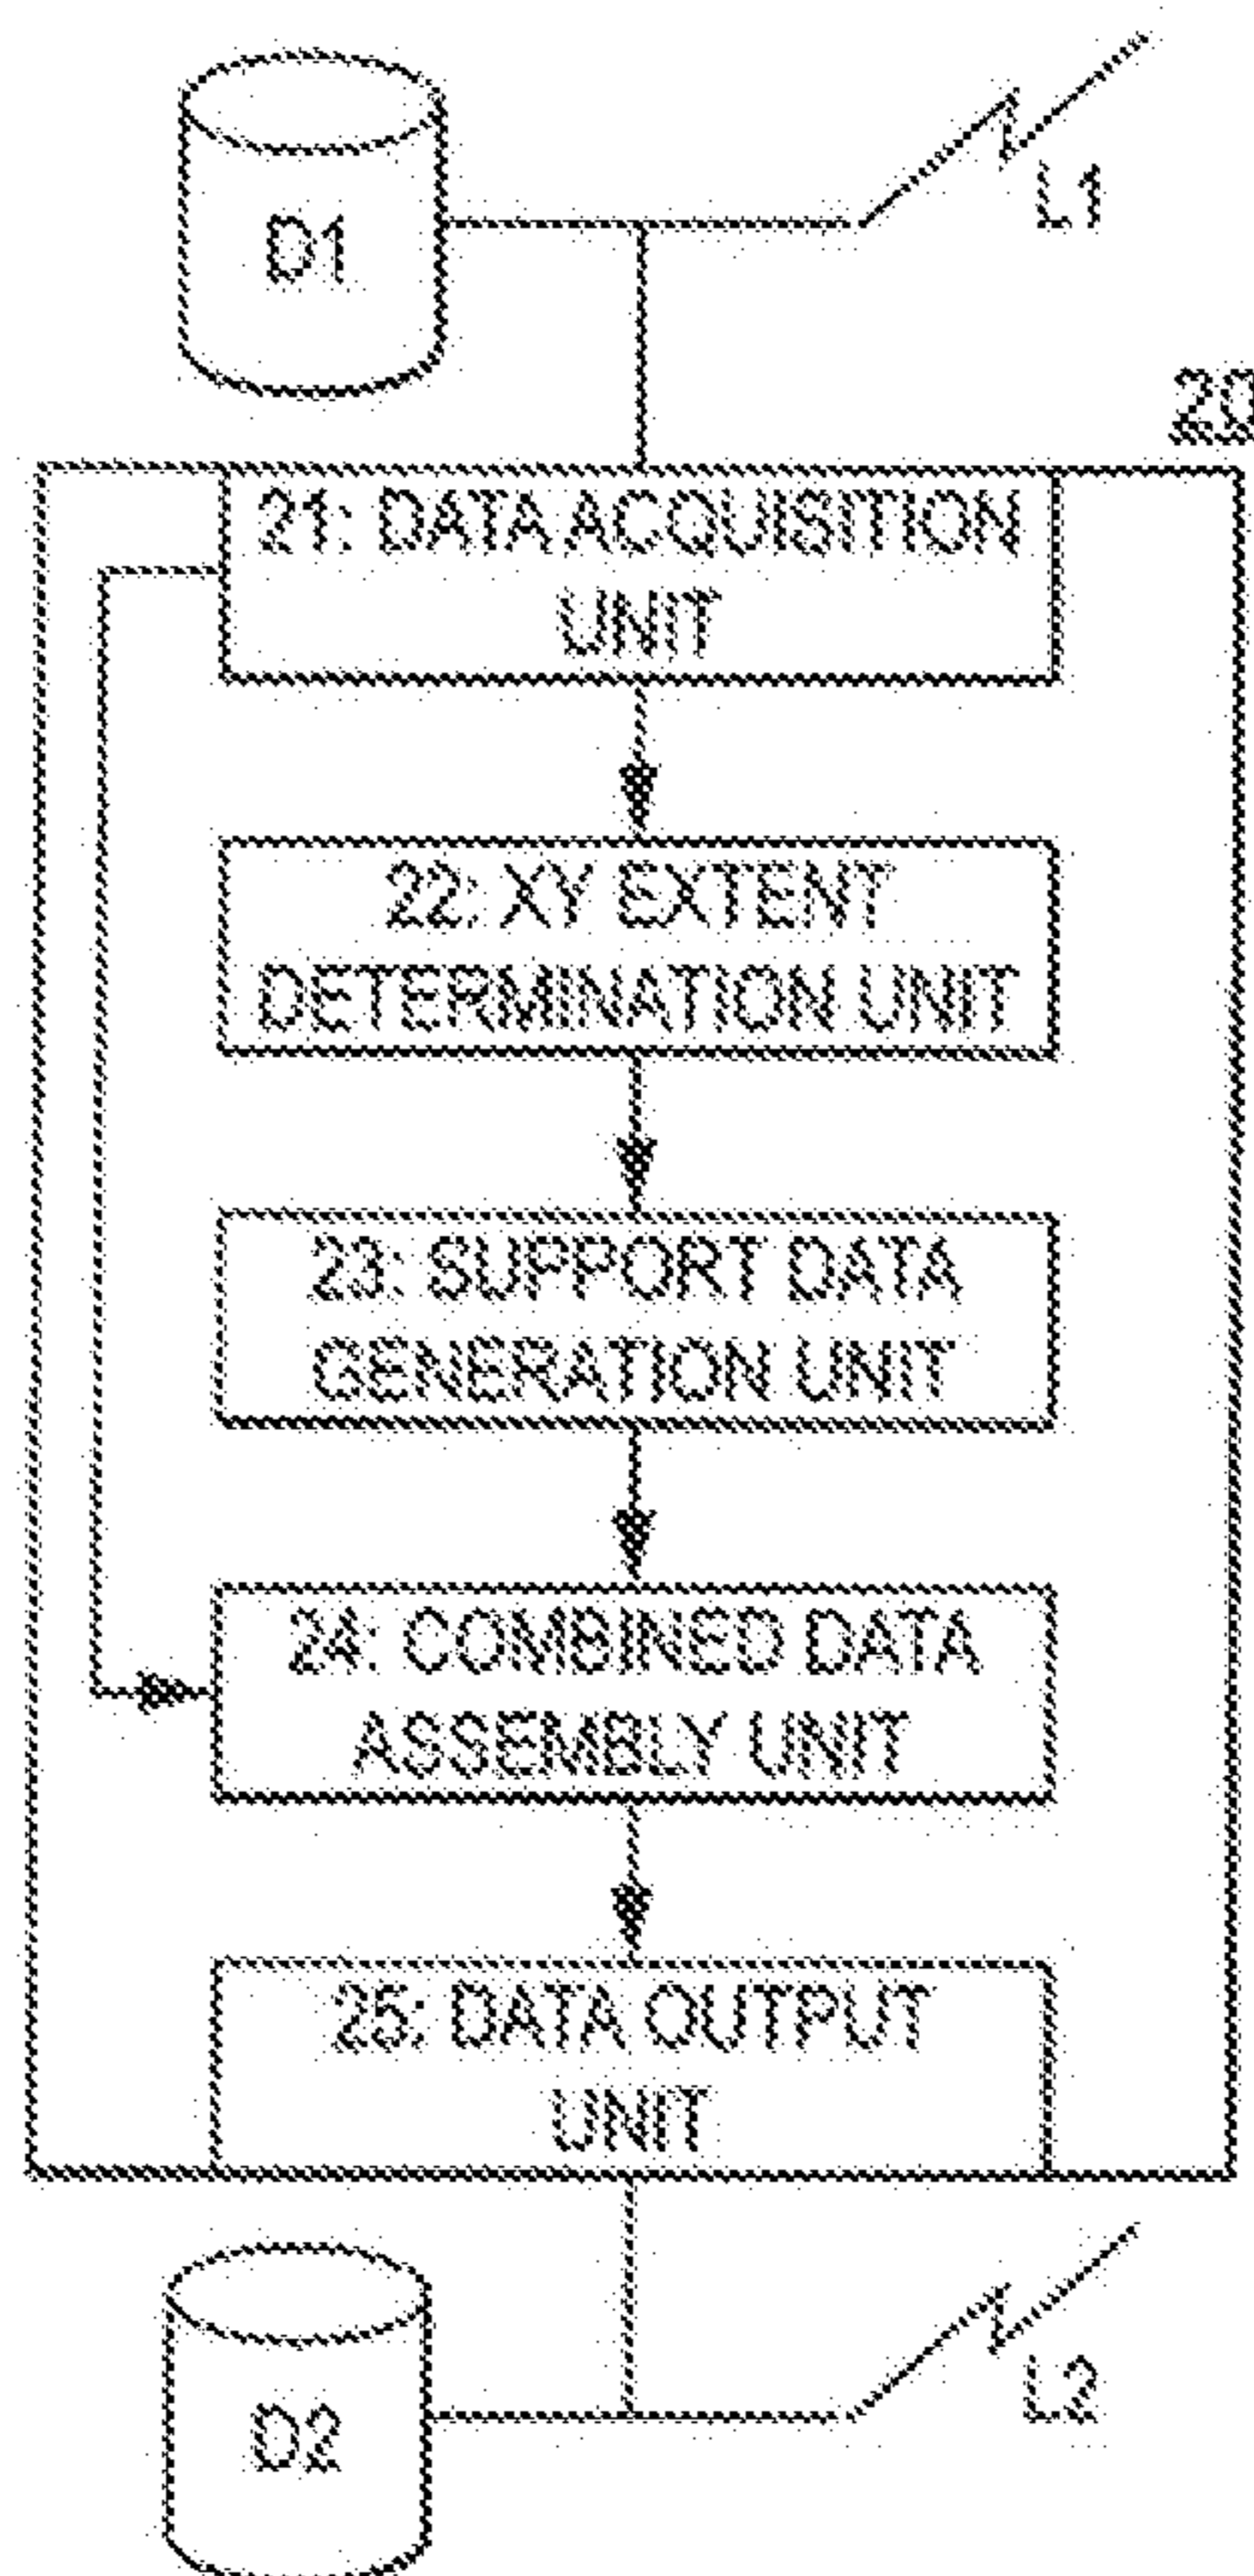 D1
L1
20
21: DATA ACQUISITION
UNIT
22: XY EXTENT
DETERMINATION UNIT
23: SUPPORT DATA
GENERATION UNIT
24: COMBINED DATA
ASSEMBLY UNIT
25: DATA OUTPUT
UNIT
L2
D2